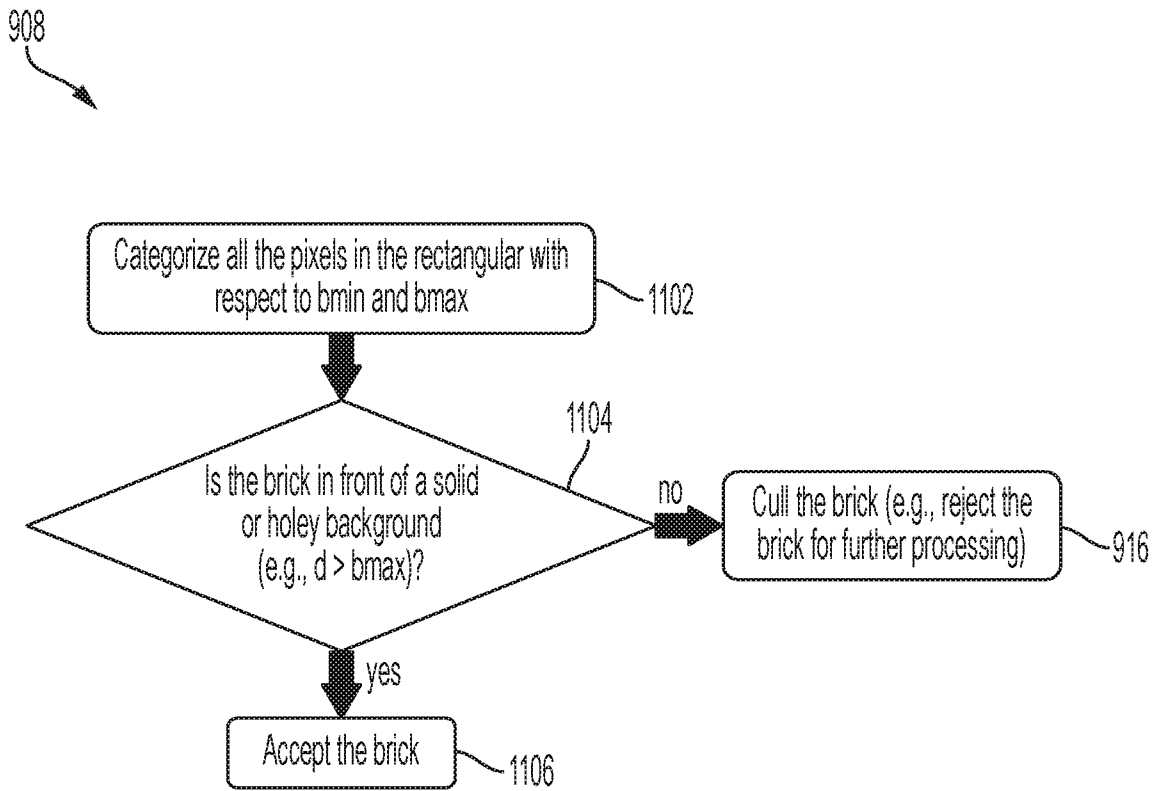 908
Categorize all the pixels in the rectangular with
respect to bmin and bmax
1102
1104
Is the brick in front of a solid
or holey background
(e.g., d > bmax)?
no
Cull the brick (e.g., reject the
brick for further processing)
916
yes
Accept the brick
1106